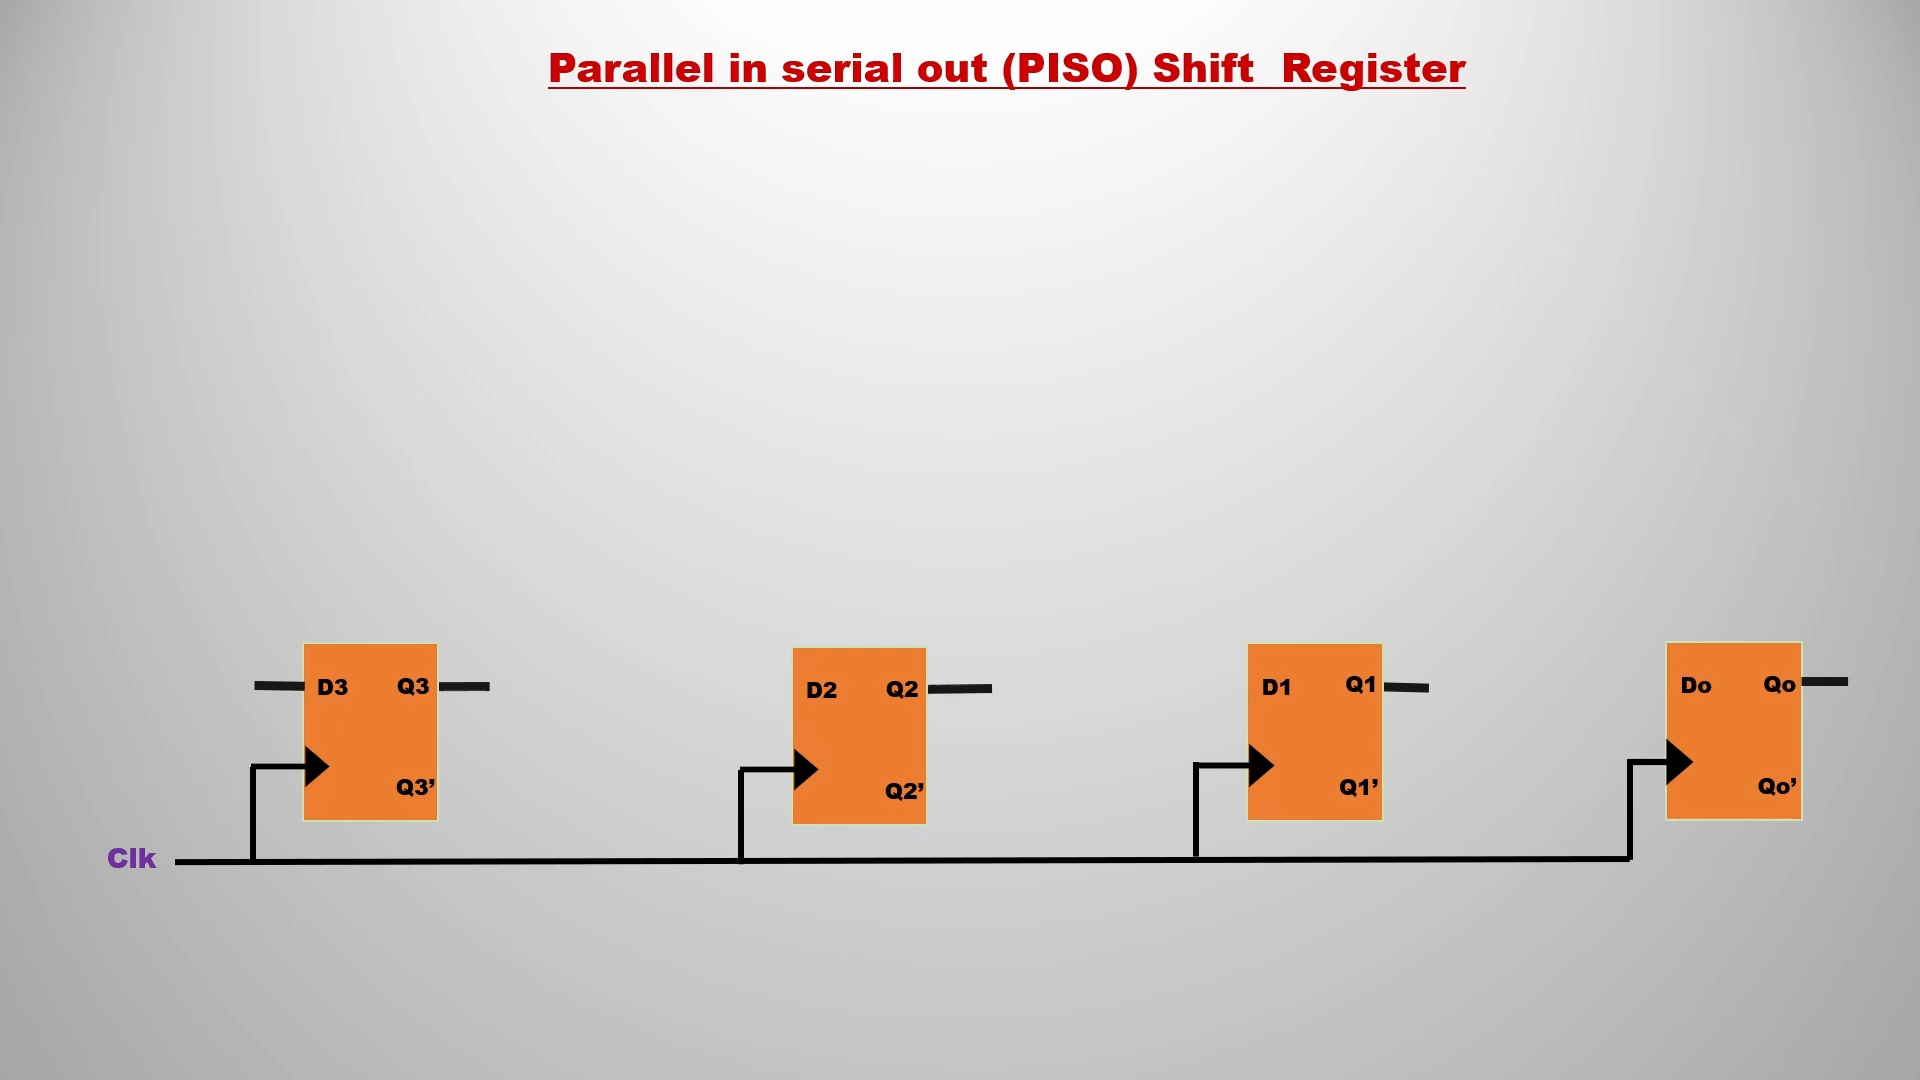 Parallel in serial out (PISO) Shift  Register
D3 Q3 D2 Q2 D1 Q1 Do Qo
Q3’ Q2’ Q1’ Qo’
Clk